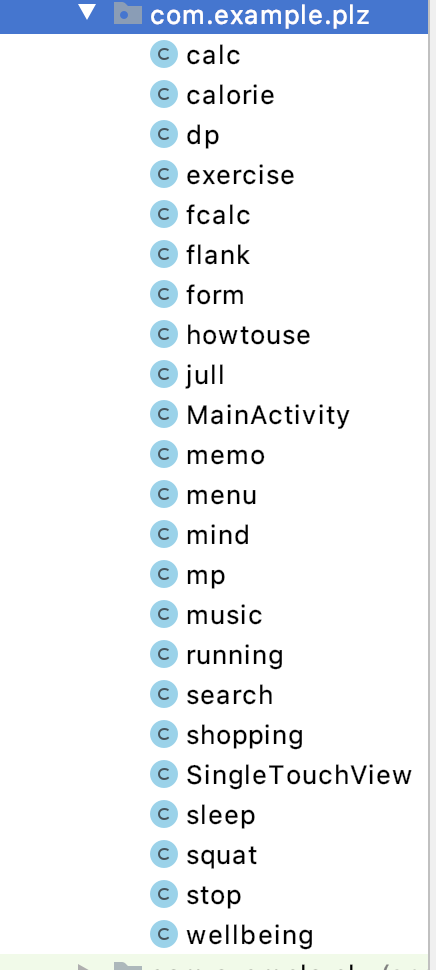 com.example.plz
C calc
C calorie
C dp
C exercise
C fcalc
C flank
C form
C howtouse
C jull
C MainActivity
C memo
C menu
C mind
C mp
C music
C running
C search
C shopping
C SingleTouchView
C sleep
C squat
C stop
C wellbeing